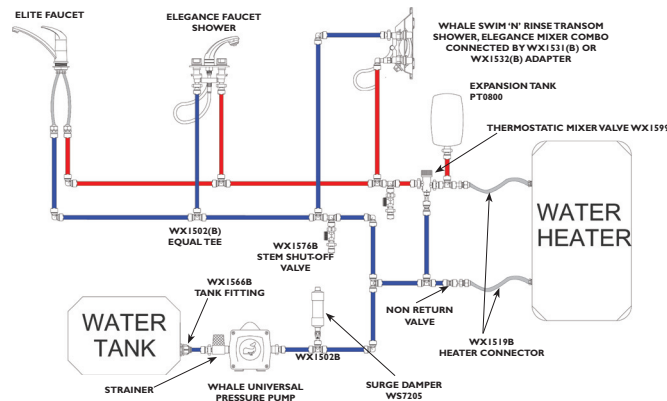 ELITE FAUCET
ELEGANCE FAUCET
SHOWER
WHALE SWIM 'N' RINSE TRANSOM
SHOWER, ELEGANCE MIXER COMBO
CONNECTED BY WX1531(B) OR
WX1532(B) ADAPTER
EXPANSION TANK
PT0800
THERMOSTATIC MIXER VALVE WX1599
WATER
HEATER
WX1502(B)
EQUAL TEE
WX1576B
STEM SHUT-OFF
VALVE
WX1566B
TANK FITTING
NON RETURN
VALVE
WATER
TANK
WX1519B
HEATER CONNECTOR
WX1502B
STRAINER
WHALE UNIVERSAL
PRESSURE PUMP
SURGE DAMPER
WS7205